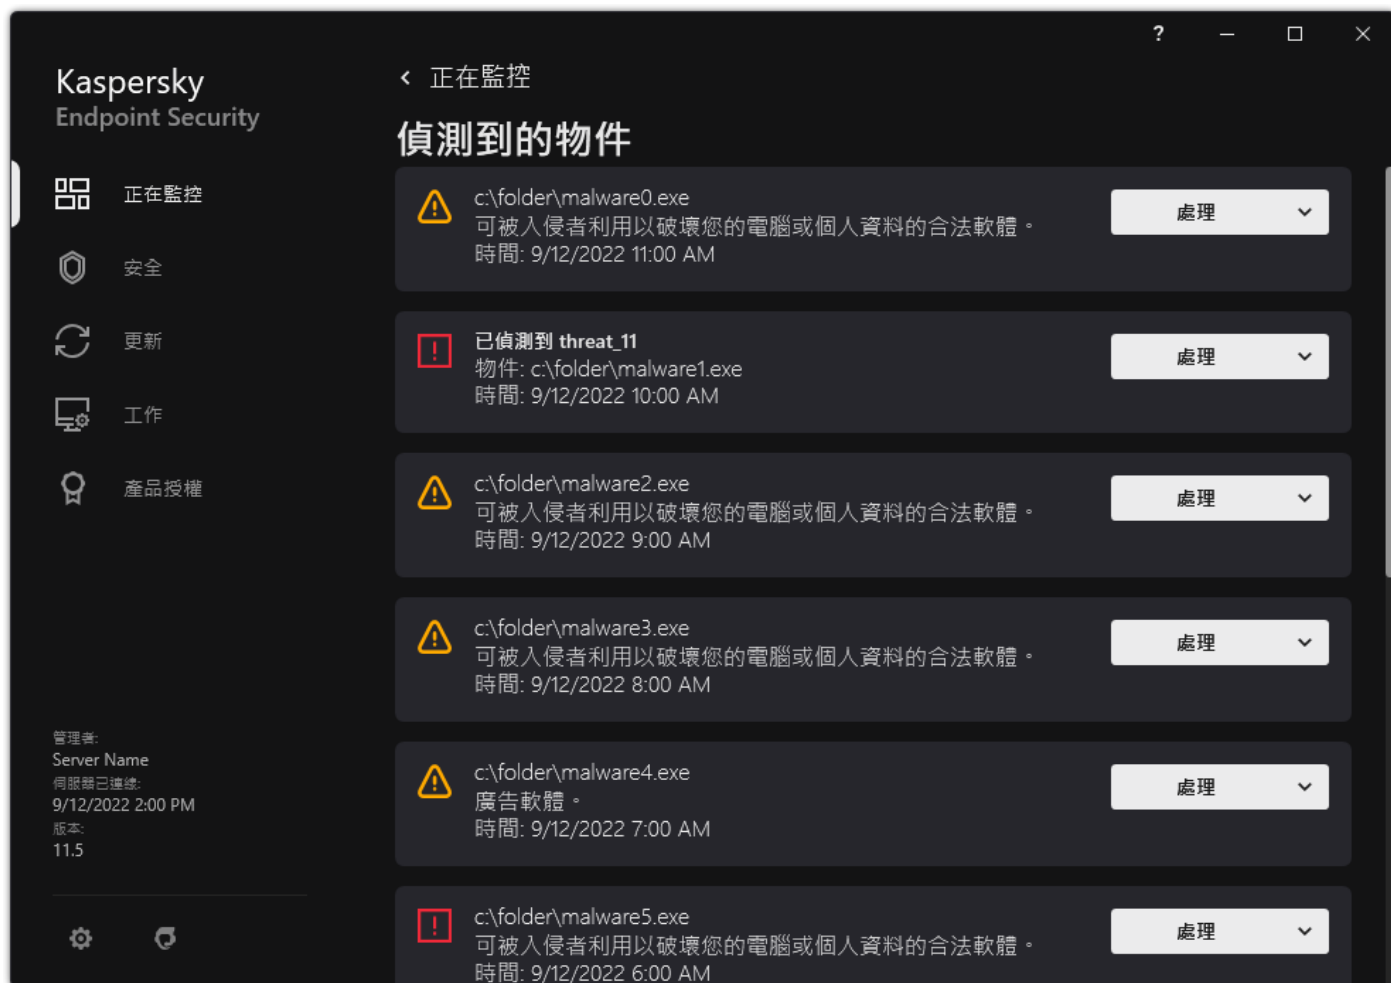 ?
Kaspersky
Endpoint Security
正在監控
安全
更新
工作
產品授權
管理者:
Server Name
伺服器已連線:
9/12/2022 2:00 PM
版本:
11.5
正在監控
偵測到的物件
c:\folder\malware0.exe
可被入侵者利用以破壞您的電腦或個人資料的合法軟體。
時間: 9/12/2022 11:00 AM
處理
已偵測到 threat_11
物件: c:\folder\malware1.exe
時間: 9/12/2022 10:00 AM
處理
c:\folder\malware2.exe
可被入侵者利用以破壞您的電腦或個人資料的合法軟體。
時間: 9/12/2022 9:00 AM
處理
c:\folder\malware3.exe
可被入侵者利用以破壞您的電腦或個人資料的合法軟體。
時間: 9/12/2022 8:00 AM
處理
c:\folder\malware4.exe
廣告軟體。
時間: 9/12/2022 7:00 AM
處理
c:\folder\malware5.exe
可被入侵者利用以破壞您的電腦或個人資料的合法軟體。
時間: 9/12/2022 6:00 AM
處理